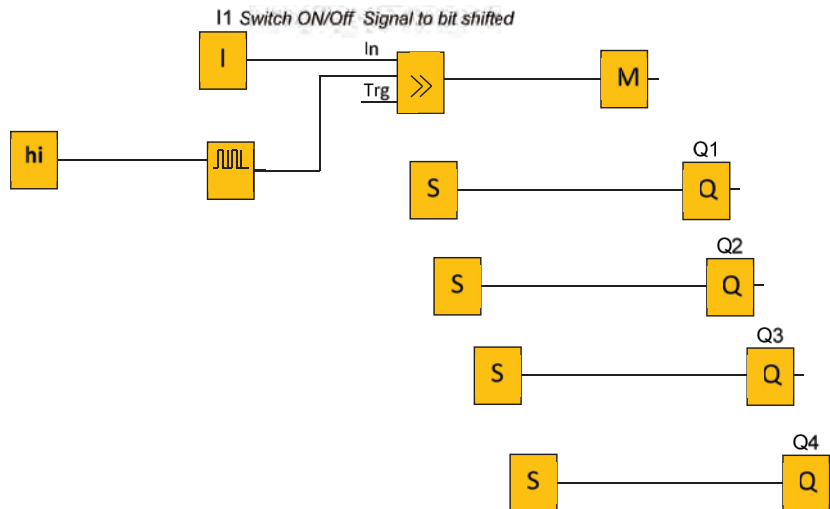 I1 Switch ON/Off Signal to bit shifted
I
In
Trg
M
hi
Q1
S
Q
Q2
S
Q
Q3
S
Q
Q4
S
Q